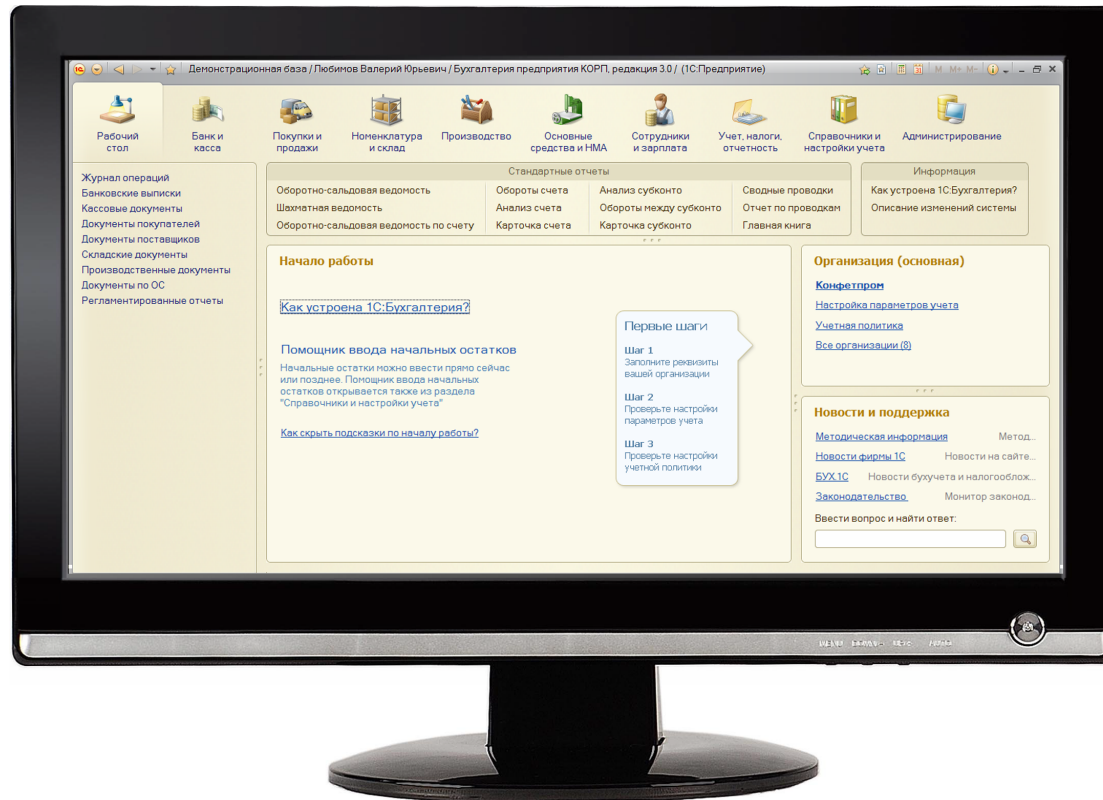 Демонстрационная база / Любимов Валерий Юрьевич / Бухгалтерия предприятия КОРП, редакция 3.0 / (1С:Предприятие)
M M+ M-
Рабочий
стол
Банк и
касса
Покупки и
продажи
Номенклатура
и склад
Производство
Основные
средства и НМА
Сотрудники
и зарплата
Учет, налоги,
отчетность
Справочники и
настройки учета
Администрирование
Журнал операций
Банковские выписки
Кассовые документы
Документы покупателей
Документы поставщиков
Складские документы
Производственные документы
Документы по ОС
Регламентированные отчеты
Стандартные отчеты
Оборотно-сальдовая ведомость
Шахматная ведомость
Оборотно-сальдовая ведомость по счету
Обороты счета
Анализ счета
Карточка счета
Анализ субконто
Обороты между субконто
Карточка субконто
Сводные проводки
Отчет по проводкам
Главная книга
Информация
Как устроена 1С:Бухгалтерия?
Описание изменений системы
Начало работы
Как устроена 1С:Бухгалтерия?
Помощник ввода начальных остатков
Начальные остатки можно ввести прямо сейчас
или позднее. Помощник ввода начальных
остатков открывается также из раздела
"Справочники и настройки учета"
Как скрыть подсказки по началу работы?
Первые шаги
Шаг 1
Заполните реквизиты
вашей организации
Шаг 2
Проверьте настройки
параметров учета
Шаг 3
Проверьте настройки
учетной политики
Организация (основная)
Конфетпром
Настройка параметров учета
Учетная политика
Все организации (8)
Новости и поддержка
Методическая информация Метод...
Новости фирмы 1С Новости на сайте...
БУХ.1С Новости бухучета и налогооблож...
Законодательство Монитор законод...
Ввести вопрос и найти ответ:
MENU